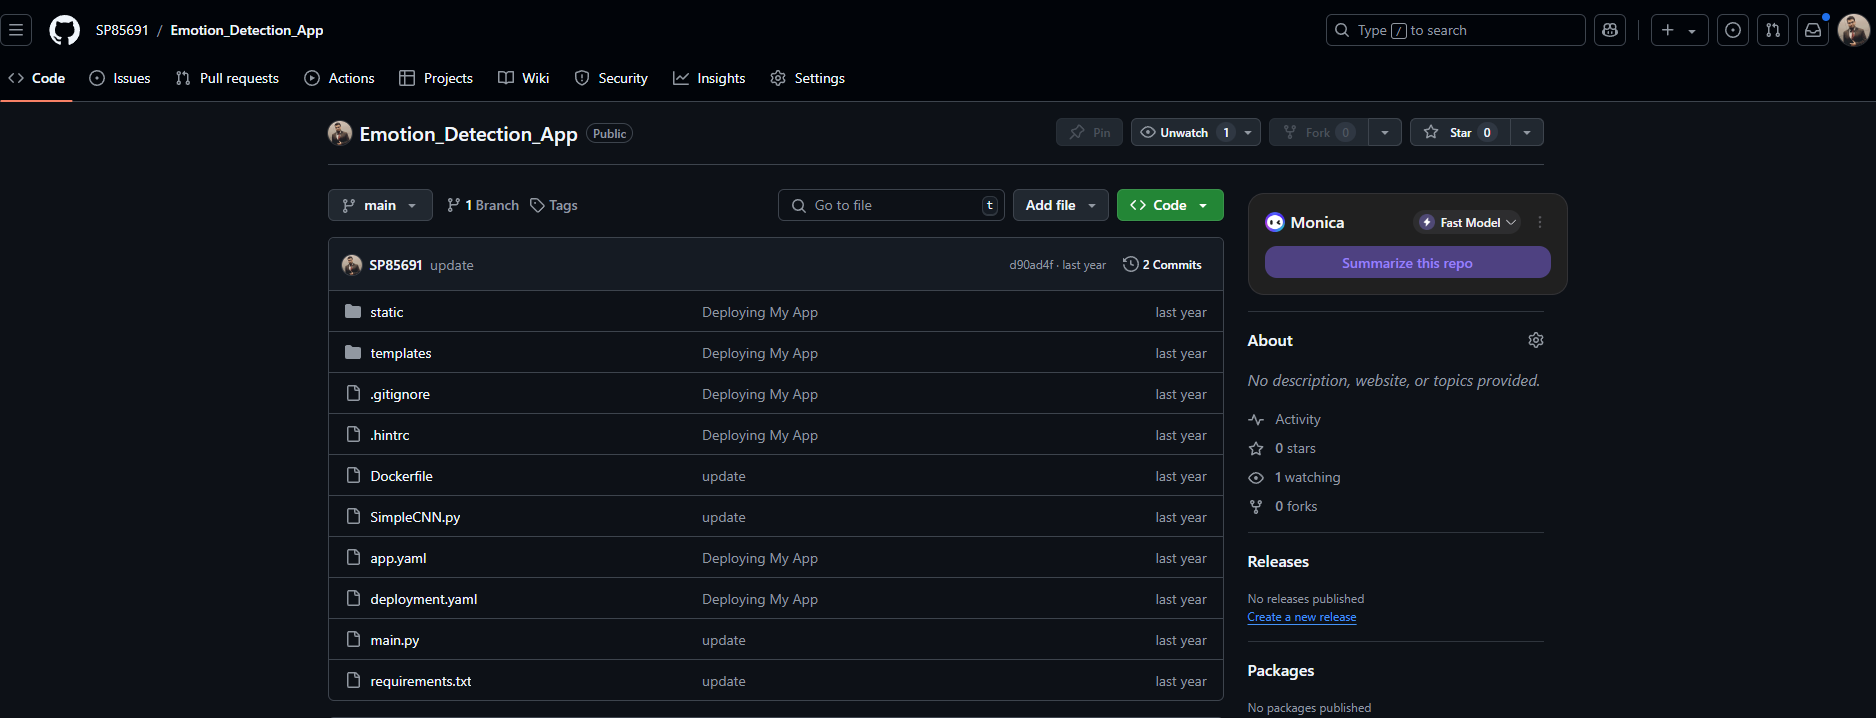 SP85691 / Emotion_Detection_App
Type / to search
Code Issues Pull requests Actions Projects Wiki Security Insights Settings
Emotion_Detection_App Public
Pin Unwatch 1 Fork 0 Star 0
main 1 Branch Tags Go to file t Add file Code
SP85691 update d90ad4f · last year 2 Commits
static Deploying My App last year
templates Deploying My App last year
.gitignore Deploying My App last year
.hintrc Deploying My App last year
Dockerfile update last year
SimpleCNN.py update last year
app.yaml Deploying My App last year
deployment.yaml Deploying My App last year
main.py update last year
requirements.txt update last year
Monica Fast Model
Summarize this repo
About
No description, website, or topics provided.
Activity
0 stars
1 watching
0 forks
Releases
No releases published
Create a new release
Packages
No packages published